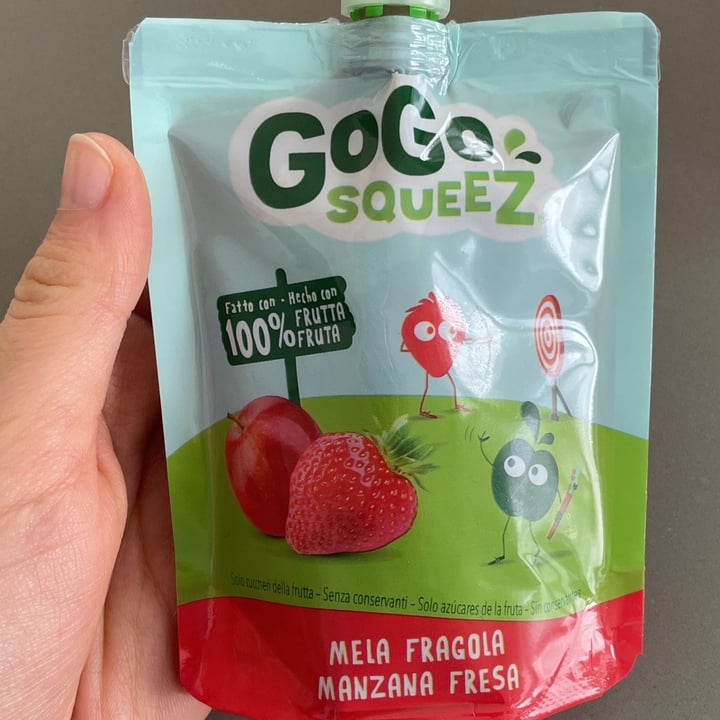 GoGo
SQUEEZ
Fatto con - Hecho con
100% FRUTTA
FRUTA
Solo zuccheri della frutta – Senza conservanti – Solo azúcares de la fruta – Sin conservantes
MELA FRAGOLA
MANZANA FRESA